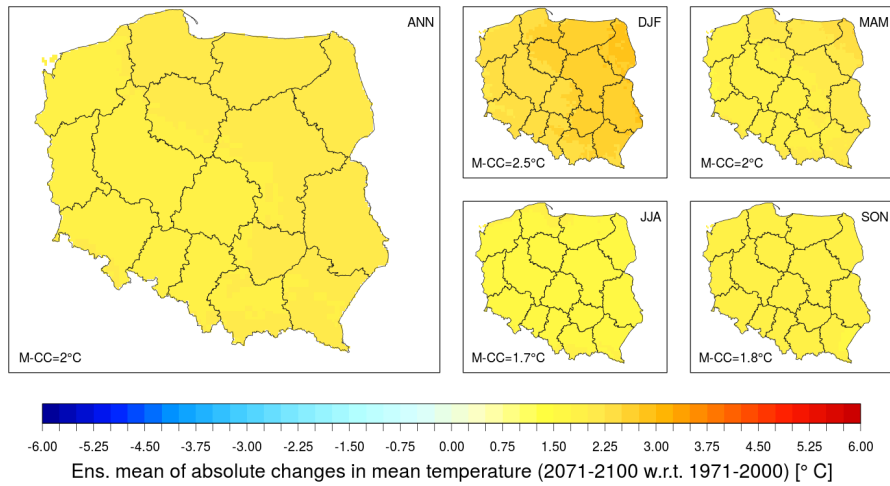 ANN
M-CC=2°C
DJF
M-CC=2.5°C
MAM
M-CC=2°C
JJA
M-CC=1.7°C
SON
M-CC=1.8°C
-6.00 -5.25 -4.50 -3.75 -3.00 -2.25 -1.50 -0.75 0.00 0.75 1.50 2.25 3.00 3.75 4.50 5.25 6.00
Ens. mean of absolute changes in mean temperature (2071-2100 w.r.t. 1971-2000) [° C]